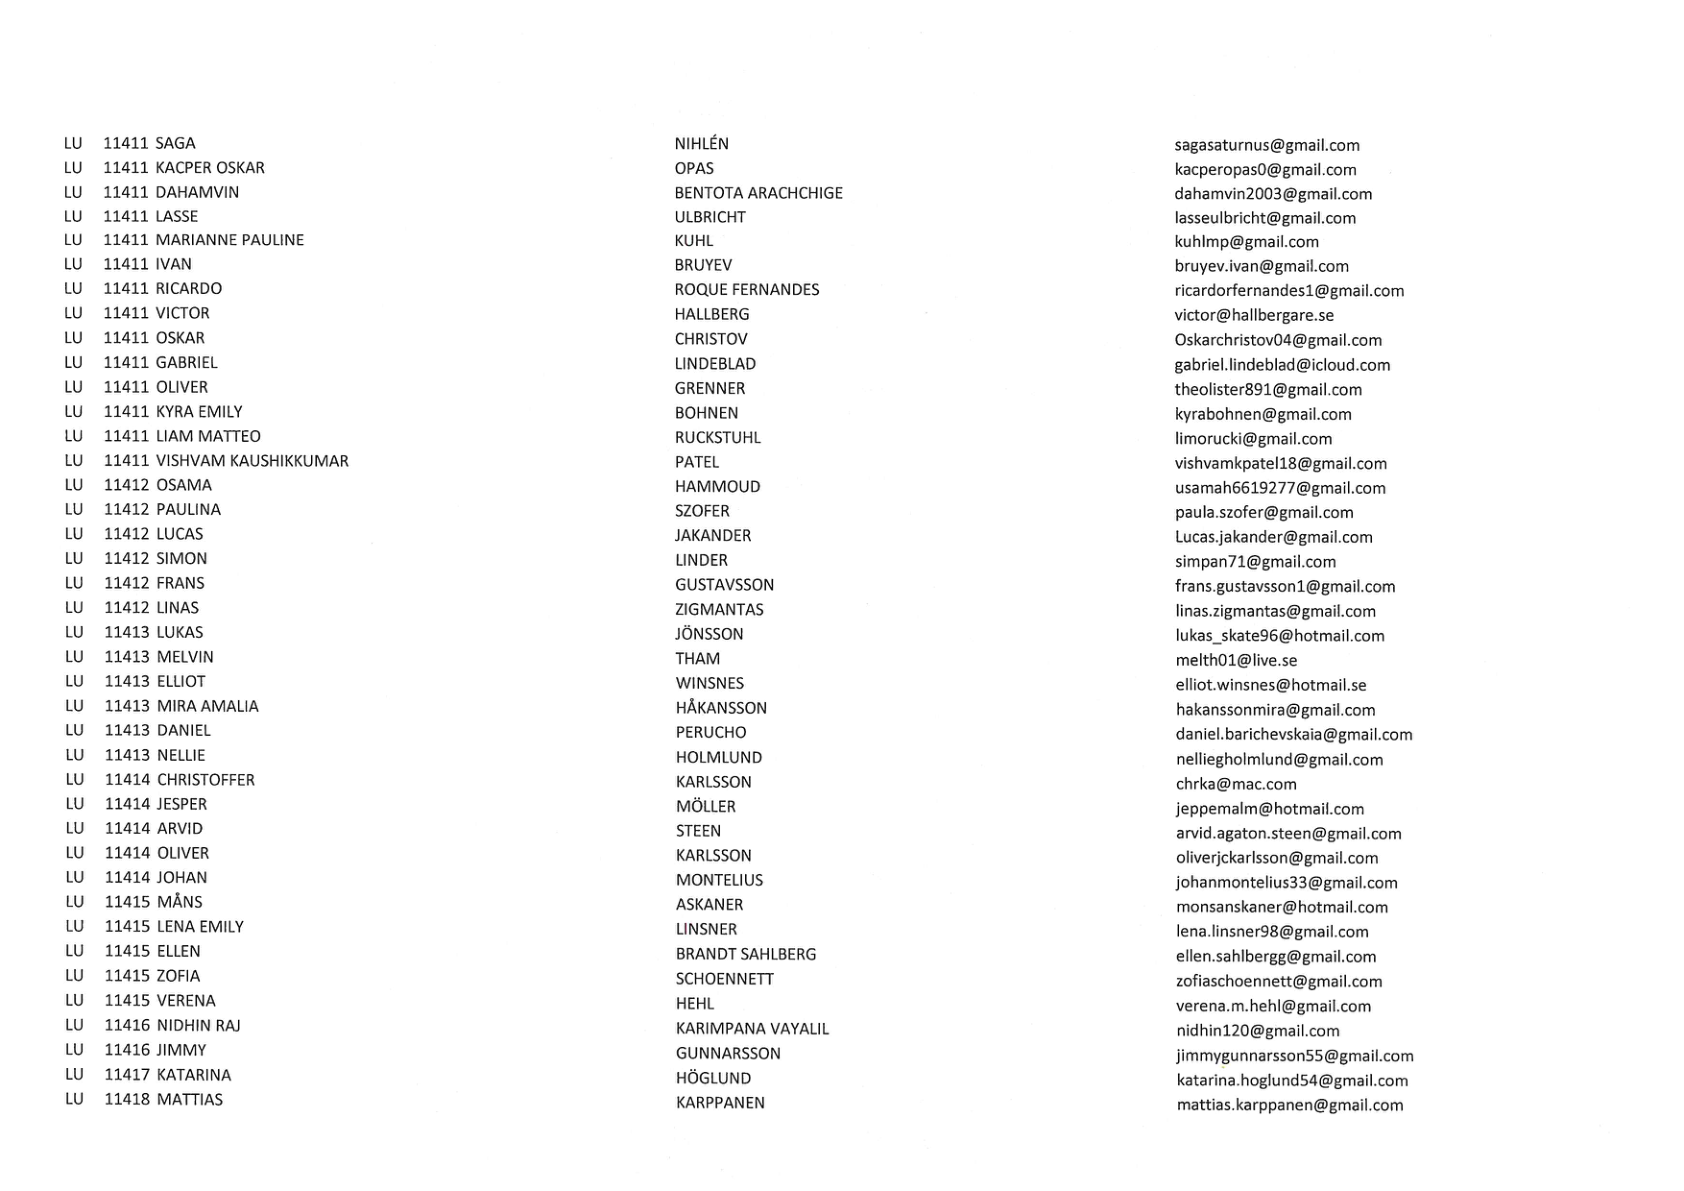 LU 11411 SAGA NIHLÉN sagasaturnus@gmail.com
LU 11411 KACPER OSKAR OPAS kacperopas0@gmail.com
LU 11411 DAHAMVIN BENTOTA ARACHCHIGE dahamvin2003@gmail.com
LU 11411 LASSE ULBRICHT lasseulbricht@gmail.com
LU 11411 MARIANNE PAULINE KUHL kuhlmp@gmail.com
LU 11411 IVAN BRUYEV bruyev.ivan@gmail.com
LU 11411 RICARDO ROQUE FERNANDES ricardorfernandes1@gmail.com
LU 11411 VICTOR HALLBERG victor@hallbergare.se
LU 11411 OSKAR CHRISTOV Oskarchristov04@gmail.com
LU 11411 GABRIEL LINDEBLAD gabriel.lindeblad@icloud.com
LU 11411 OLIVER GRENNER theolister891@gmail.com
LU 11411 KYRA EMILY BOHNEN kyrabohnen@gmail.com
LU 11411 LIAM MATTEO RUCKSTUHL limorucki@gmail.com
LU 11411 VISHVAM KAUSHIKKUMAR PATEL vishvamkpatel18@gmail.com
LU 11412 OSAMA HAMMOUD usamah6619277@gmail.com
LU 11412 PAULINA SZOFER paula.szofer@gmail.com
LU 11412 LUCAS JAKANDER Lucas.jakander@gmail.com
LU 11412 SIMON LINDER simpan71@gmail.com
LU 11412 FRANS GUSTAVSSON frans.gustavsson1@gmail.com
LU 11412 LINAS ZIGMANTAS linas.zigmantas@gmail.com
LU 11413 LUKAS JÖNSSON lukas_skate96@hotmail.com
LU 11413 MELVIN THAM melth01@live.se
LU 11413 ELLIOT WINSNES elliot.winsnes@hotmail.se
LU 11413 MIRA AMALIA HÅKANSSON hakanssonmira@gmail.com
LU 11413 DANIEL PERUCHO daniel.barichevskaia@gmail.com
LU 11413 NELLIE HOLMLUND nelliegholmlund@gmail.com
LU 11414 CHRISTOFFER KARLSSON chrka@mac.com
LU 11414 JESPER MÖLLER jeppemalm@hotmail.com
LU 11414 ARVID STEEN arvid.agaton.steen@gmail.com
LU 11414 OLIVER KARLSSON oliverjckarlsson@gmail.com
LU 11414 JOHAN MONTELIUS johanmontelius33@gmail.com
LU 11415 MÅNS ASKANER monsanskaner@hotmail.com
LU 11415 LENA EMILY LINSNER lena.linsner98@gmail.com
LU 11415 ELLEN BRANDT SAHLBERG ellen.sahlbergg@gmail.com
LU 11415 ZOFIA SCHOENNETT zofiaschoennett@gmail.com
LU 11415 VERENA HEHL verena.m.hehl@gmail.com
LU 11416 NIDHIN RAJ KARIMPANA VAYALIL nidhin120@gmail.com
LU 11416 JIMMY GUNNARSSON jimmygunnarsson55@gmail.com
LU 11417 KATARINA HÖGLUND katarina.hoglund54@gmail.com
LU 11418 MATTIAS KARPPANEN mattias.karppanen@gmail.com